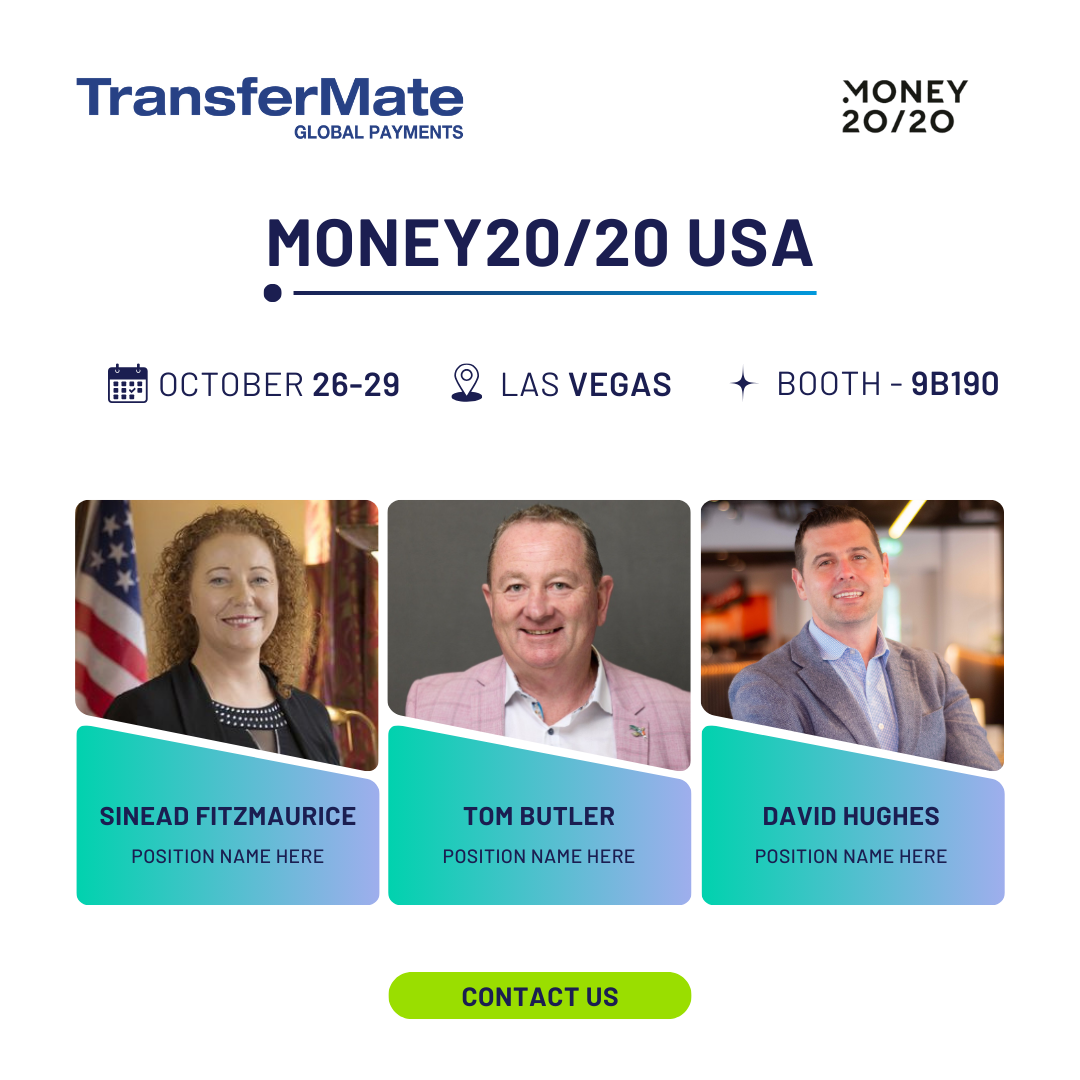 TransferMate
GLOBAL PAYMENTS
MONEY
20/20
MONEY20/20 USA
OCTOBER 26-29
LAS VEGAS
BOOTH - 9B190
SINEAD FITZMAURICE
POSITION NAME HERE
TOM BUTLER
POSITION NAME HERE
DAVID HUGHES
POSITION NAME HERE
CONTACT US